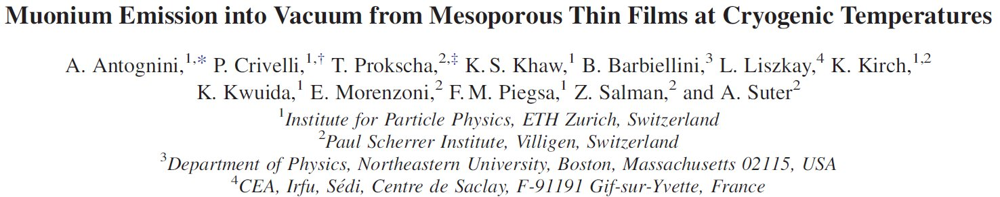 Muonium Emission into Vacuum from Mesoporous Thin Films at Cryogenic Temperatures
A. Antognini,1,* P. Crivelli,1,† T. Prokscha,2,‡ K. S. Khaw,1 B. Barbiellini,3 L. Liszkay,4 K. Kirch,1,2
K. Kwuida,1 E. Morenzoni,2 F. M. Piegsa,1 Z. Salman,2 and A. Suter2
1Institute for Particle Physics, ETH Zurich, Switzerland
2Paul Scherrer Institute, Villigen, Switzerland
3Department of Physics, Northeastern University, Boston, Massachusetts 02115, USA
4CEA, Irfu, Sédi, Centre de Saclay, F-91191 Gif-sur-Yvette, France